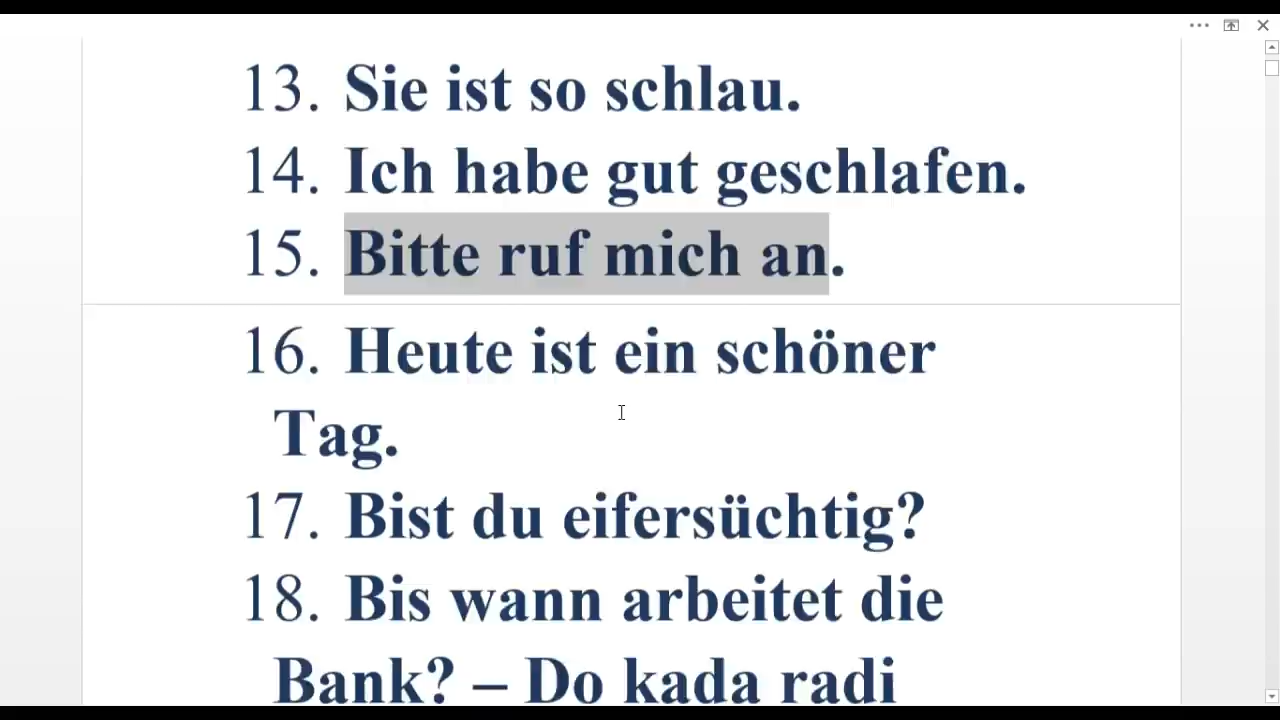 13. Sie ist so schlau.
14. Ich habe gut geschlafen.
15. Bitte ruf mich an.
16. Heute ist ein schöner
Tag.
17. Bist du eifersüchtig?
18. Bis wann arbeitet die
Bank? – Do kada radi